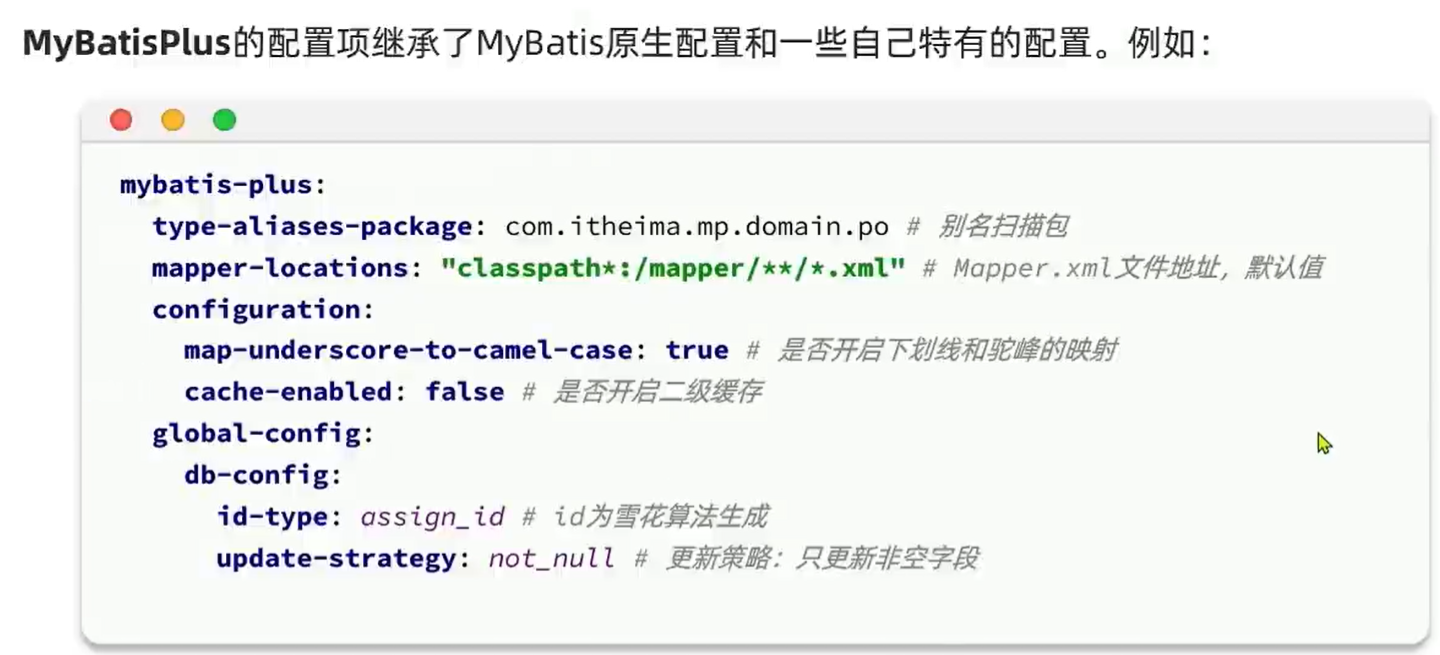 MyBatisPlus的配置项继承了MyBatis原生配置和一些自己特有的配置。例如：
mybatis-plus:
  type-aliases-package: com.itheima.mp.domain.po # 别名扫描包
  mapper-locations: "classpath*:/mapper/**/*.xml" # Mapper.xml文件地址，默认值
  configuration:
    map-underscore-to-camel-case: true # 是否开启下划线和驼峰的映射
    cache-enabled: false # 是否开启二级缓存
  global-config:
    db-config:
      id-type: assign_id # id为雪花算法生成
      update-strategy: not_null # 更新策略：只更新非空字段